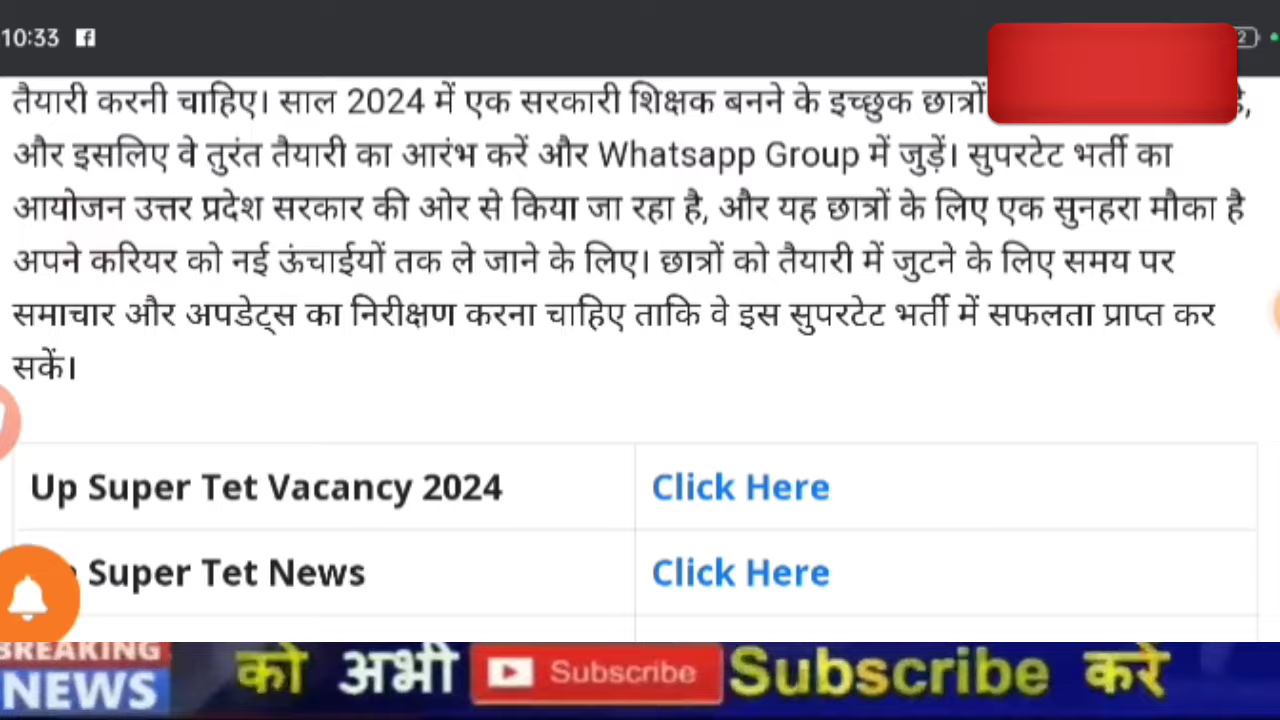 10:33
तैयारी करनी चाहिए। साल 2024 में एक सरकारी शिक्षक बनने के इच्छुक छात्रों है,
और इसलिए वे तुरंत तैयारी का आरंभ करें और Whatsapp Group में जुड़ें। सुपरटेट भर्ती का
आयोजन उत्तर प्रदेश सरकार की ओर से किया जा रहा है, और यह छात्रों के लिए एक सुनहरा मौका है
अपने करियर को नई ऊंचाईयों तक ले जाने के लिए। छात्रों को तैयारी में जुटने के लिए समय पर
समाचार और अपडेट्स का निरीक्षण करना चाहिए ताकि वे इस सुपरटेट भर्ती में सफलता प्राप्त कर
सकें।
Up Super Tet Vacancy 2024 Click Here
Super Tet News Click Here
BREAKING
NEWS
को अभी Subscribe Subscribe करे